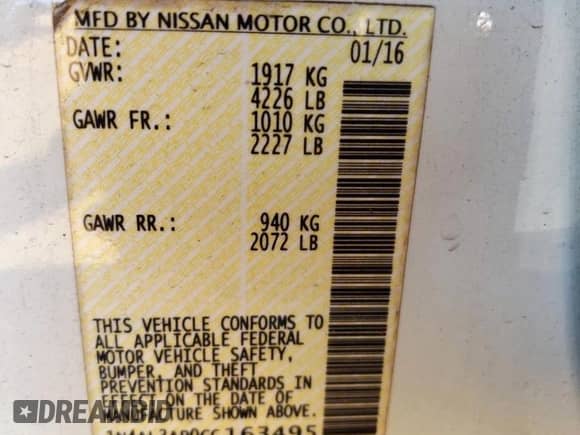 MFD BY NISSAN MOTOR CO., LTD.
DATE: 01/16
GVWR: 1917 KG
4226 LB
GAWR FR.: 1010 KG
2227 LB
GAWR RR.: 940 KG
2072 LB
THIS VEHICLE CONFORMS TO
ALL APPLICABLE FEDERAL
MOTOR VEHICLE SAFETY,
BUMPER, AND THEFT
PREVENTION STANDARDS IN
EFFECT ON THE DATE OF
MANUFACTURE SHOWN ABOVE.
DREAMBID